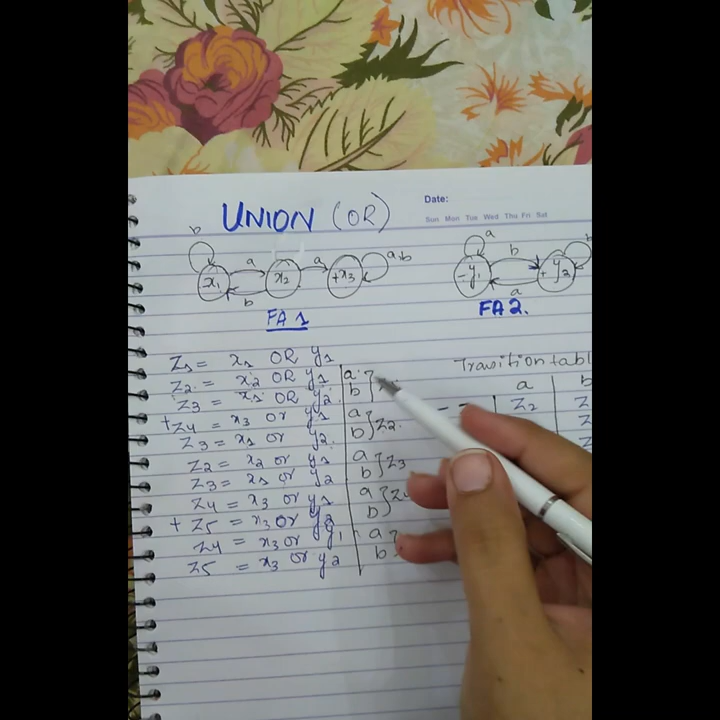 UNION (OR)
Date:
Sun Mon Tue Wed Thu Fri Sat
b a a a,b
-x1 x2 +x3
b
FA 1
a b b
-y1 + y2
a
FA 2.
Z1 = x1 OR y1
Z2 = x2 OR y1 a
Z3 = x1 OR y2 b
+Z4 = x3 or y1 a
Z3 = x1 or y2 b } Z2.
Z2 = x2 or y1 a
Z3 = x1 or y2 b } Z3
Z4 = x3 or y1 a
+ Z5 = x3 or y2 b }
Z4 = x3 or y1 a
Z5 = x3 or y2 b
Transition tabl
a b
Z2 Z
Z
Z